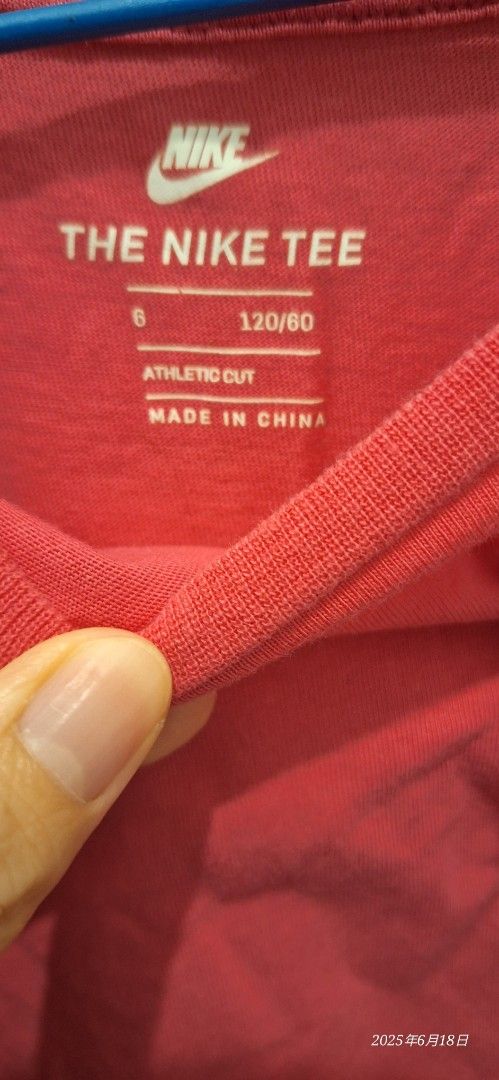 NIKE
THE NIKE TEE
6 120/60
ATHLETIC CUT
MADE IN CHINA
2025年6月18日